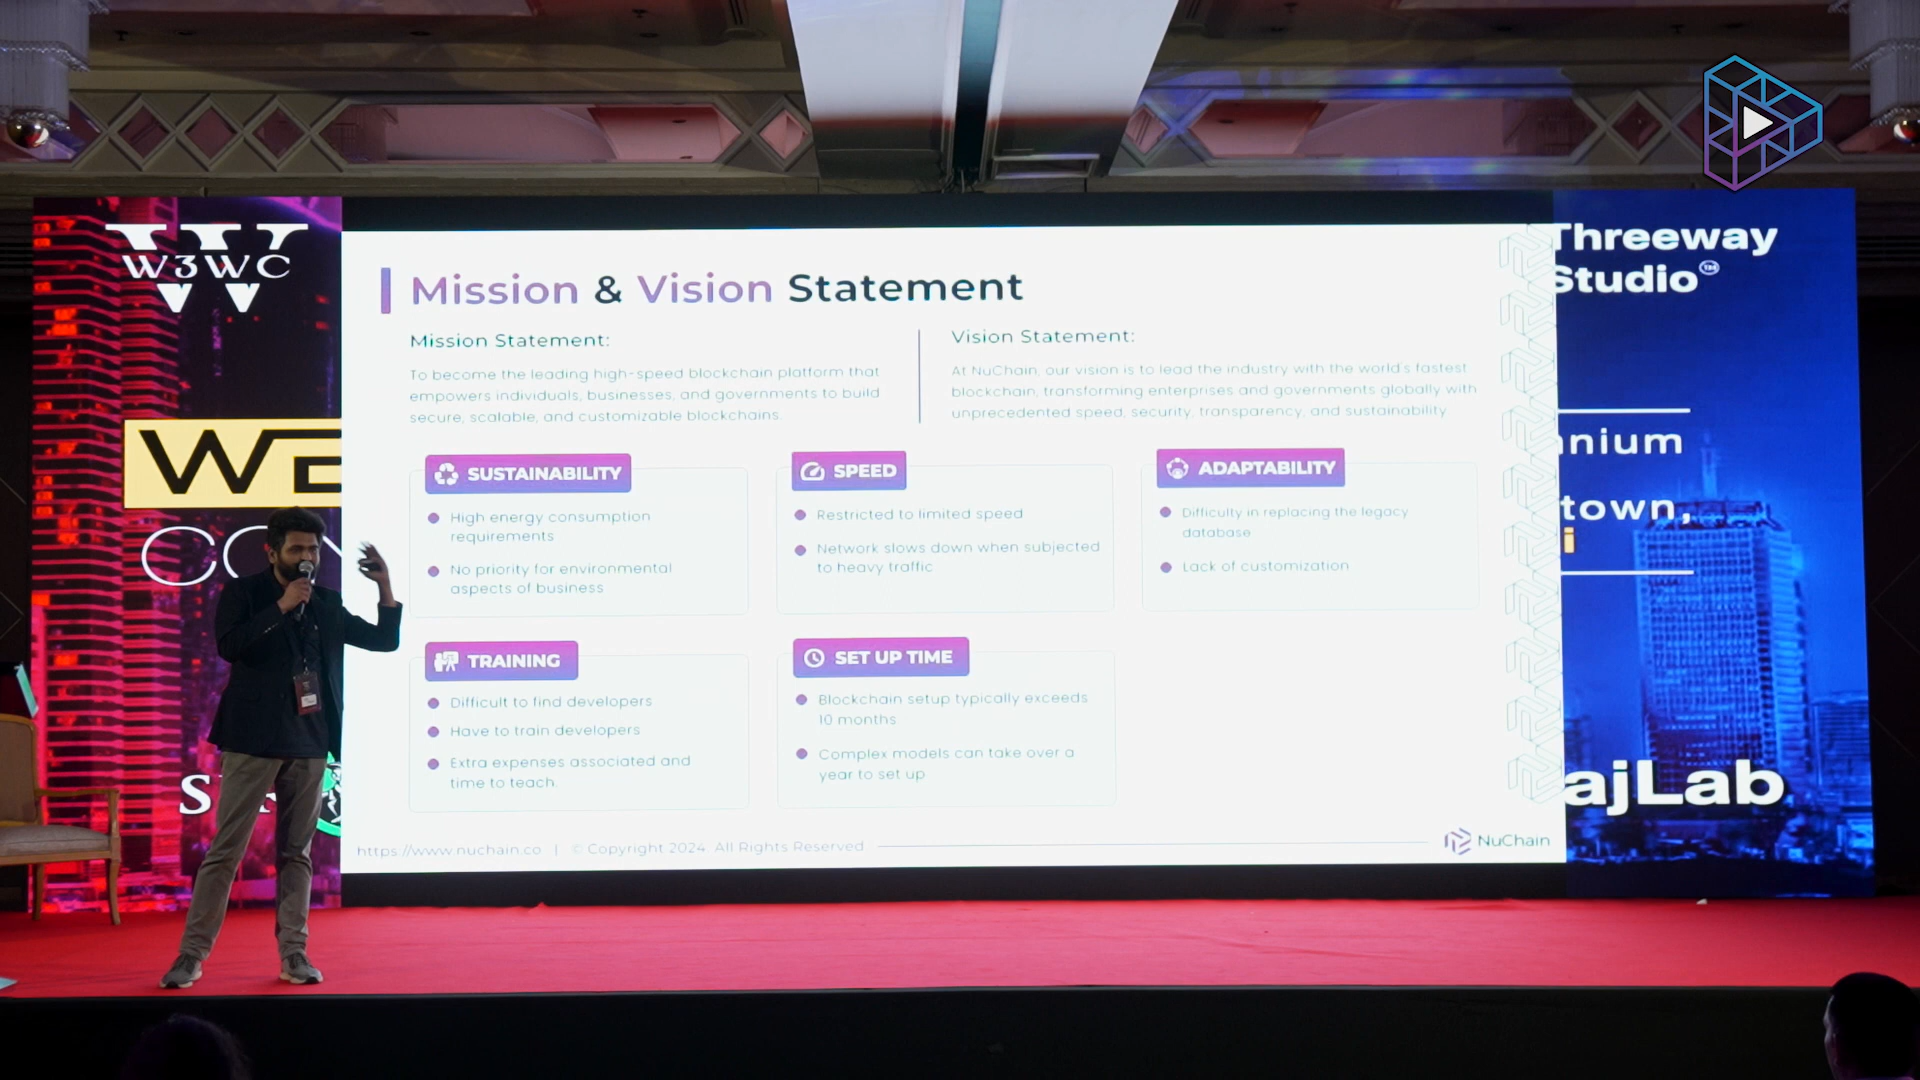 W3WC
WE
CON
Mission & Vision Statement
Mission Statement:
To become the leading high-speed blockchain platform that
empowers individuals, businesses, and governments to build
secure, scalable, and customizable blockchains.
Vision Statement:
At NuChain, our vision is to lead the industry with the world's fastest
blockchain, transforming enterprises and governments globally with
unprecedented speed, security, transparency, and sustainability
SUSTAINABILITY
High energy consumption
requirements
No priority for environmental
aspects of business
SPEED
Restricted to limited speed
Network slows down when subjected
to heavy traffic
ADAPTABILITY
Difficulty in replacing the legacy
database
Lack of customization
TRAINING
Difficult to find developers
Have to train developers
Extra expenses associated and
time to teach.
SET UP TIME
Blockchain setup typically exceeds
10 months
Complex models can take over a
year to set up
https://www.nuchain.co | © Copyright 2024. All Rights Reserved
NuChain
Threeway
Studio™
nnium
town,
i
ajLab